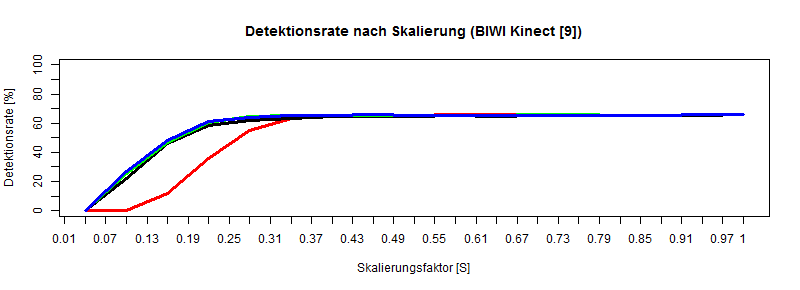 Detektionsrate nach Skalierung (BIWI Kinect [9])
Detektionsrate [%]
100
80
60
40
20
0
0.01 0.07 0.13 0.19 0.25 0.31 0.37 0.43 0.49 0.55 0.61 0.67 0.73 0.79 0.85 0.91 0.97 1
Skalierungsfaktor [S]